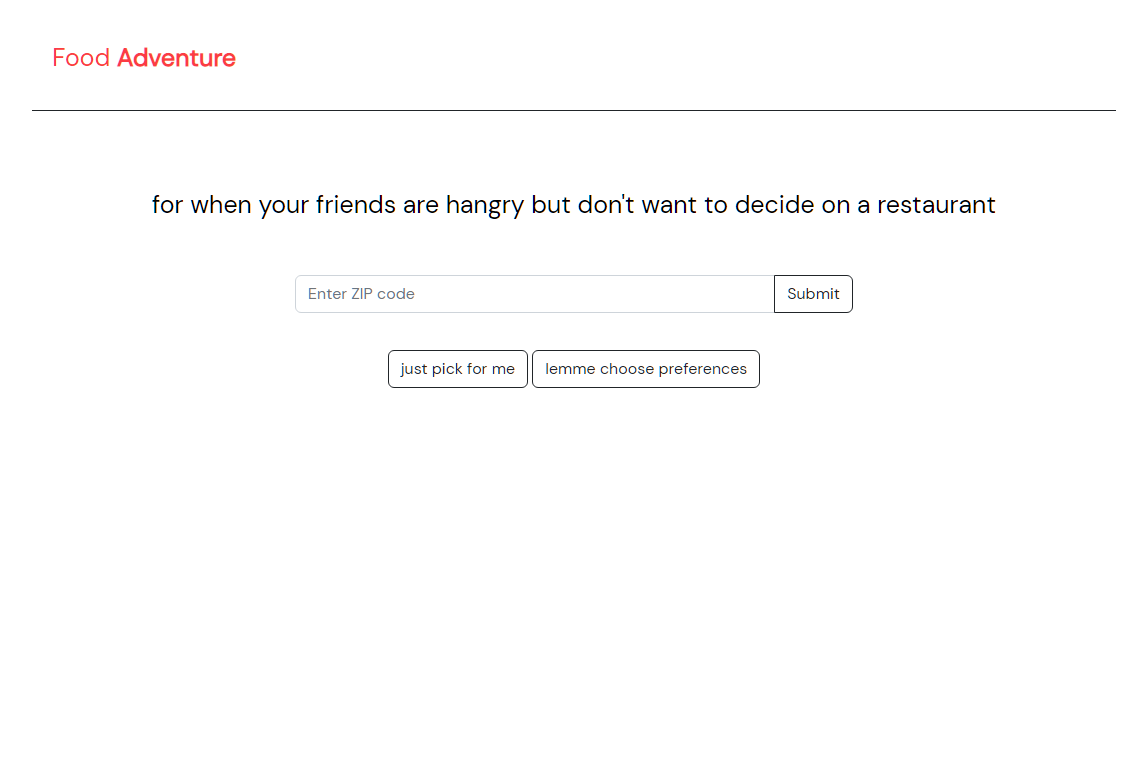 Food Adventure
for when your friends are hangry but don't want to decide on a restaurant
Enter ZIP code Submit
just pick for me lemme choose preferences